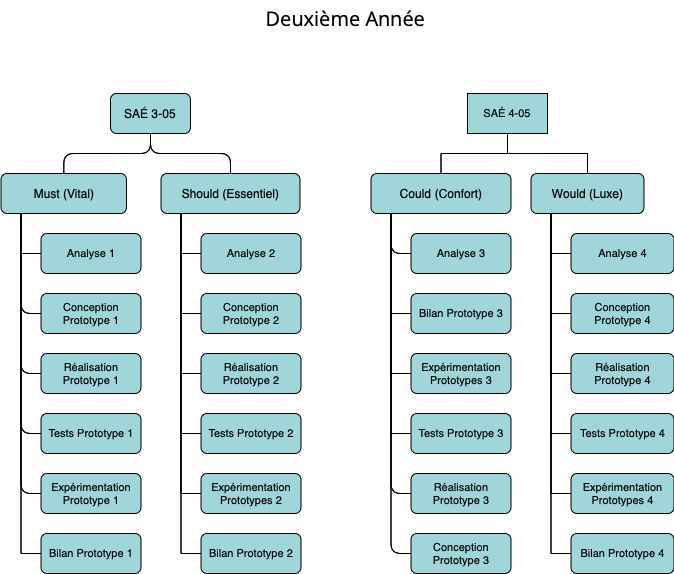 Deuxième Année
SAÉ 3-05
Must (Vital)
Analyse 1
Conception
Prototype 1
Réalisation
Prototype 1
Tests Prototype 1
Expérimentation
Prototype 1
Bilan Prototype 1
Should (Essentiel)
Analyse 2
Conception
Prototype 2
Réalisation
Prototype 2
Tests Prototype 2
Expérimentation
Prototypes 2
Bilan Prototype 2
SAÉ 4-05
Could (Confort)
Analyse 3
Bilan Prototype 3
Expérimentation
Prototypes 3
Tests Prototype 3
Réalisation
Prototype 3
Conception
Prototype 3
Would (Luxe)
Analyse 4
Conception
Prototype 4
Réalisation
Prototype 4
Tests Prototype 4
Expérimentation
Prototypes 4
Bilan Prototype 4